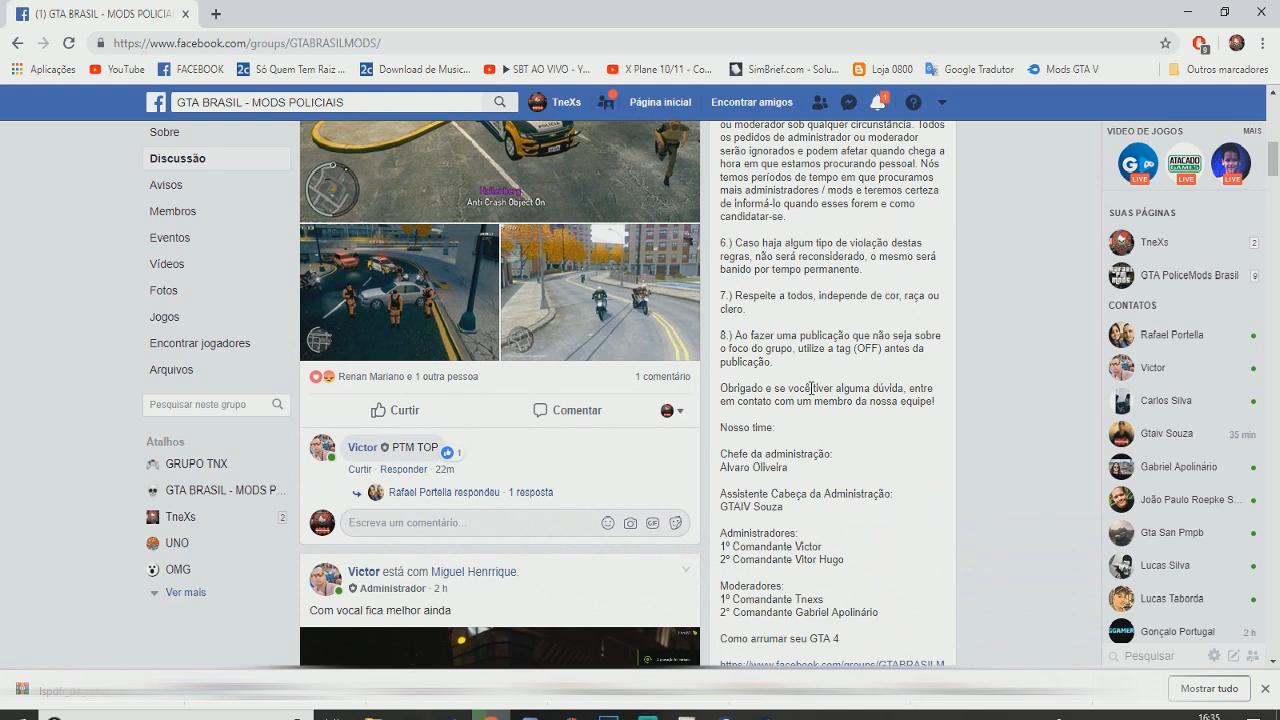 (1) GTA BRASIL - MODS POLICIAI
https://www.facebook.com/groups/GTABRASILMODS/
9
Aplicações
YouTube
FACEBOOK
Só Quem Tem Raiz ...
Download de Music...
SBT AO VIVO - Y...
X Plane 10/11 - Co...
SimBrief.com - Solu...
Loja 0800
Google Tradutor
Mods GTA V
Outros marcadores
GTA BRASIL - MODS POLICIAIS
TneXs
Página inicial
Encontrar amigos
1
Sobre
Discussão
Avisos
Membros
Eventos
Vídeos
Fotos
Jogos
Encontrar jogadores
Arquivos
Pesquisar neste grupo
Atalhos
GRUPO TNX
GTA BRASIL - MODS P...
TneXs
2
UNO
OMG
Ver mais
Anti Crash Object On
Renan Mariano e 1 outra pessoa
1 comentário
Curtir
Comentar
Victor PTM TOP
1
Curtir · Responder · 22m
Rafael Portella respondeu · 1 resposta
Escreva um comentário...
GIF
Victor está com Miguel Henrrique.
Administrador · 2 h
Com vocal fica melhor ainda
ou moderador sob qualquer circunstância. Todos
os pedidos de administrador ou moderador
serão ignorados e podem afetar quando chega a
hora em que estamos procurando pessoal. Nós
temos períodos de tempo em que procuramos
mais administradores / mods e teremos certeza
de informá-lo quando esses forem e como
candidatar-se.
6.) Caso haja algum tipo de violação destas
regras, não será reconsiderado, o mesmo será
banido por tempo permanente.
7.) Respeite a todos, independe de cor, raça ou
clero.
8.) Ao fazer uma publicação que não seja sobre
o foco do grupo, utilize a tag (OFF) antes da
publicação.
Obrigado e se você tiver alguma dúvida, entre
em contato com um membro da nossa equipe!
Nosso time:
Chefe da administração:
Álvaro Oliveira
Assistente Cabeça da Administração:
GTAIV Souza
Administradores:
1º Comandante Victor
2º Comandante Vitor Hugo
Moderadores:
1º Comandante Tnexs
2° Comandante Gabriel Apolinário
Como arrumar seu GTA 4
https://www.facebook.com/groups/GTABRASILM
VIDEO DE JOGOS
MAIS
LIVE
ATACADO GAMES
LIVE
LIVE
SUAS PÁGINAS
TneXs
2
GTA PoliceMods Brasil
9
CONTATOS
Rafael Portella
Victor
Carlos Silva
Gtaiv Souza
35 min
Gabriel Apolinário
João Paulo Roepke S...
Gta San Pmpb
Lucas Silva
Lucas Taborda
GGAMER
Gonçalo Portugal
2 h
Pesquisar
Mostrar tudo
16:35